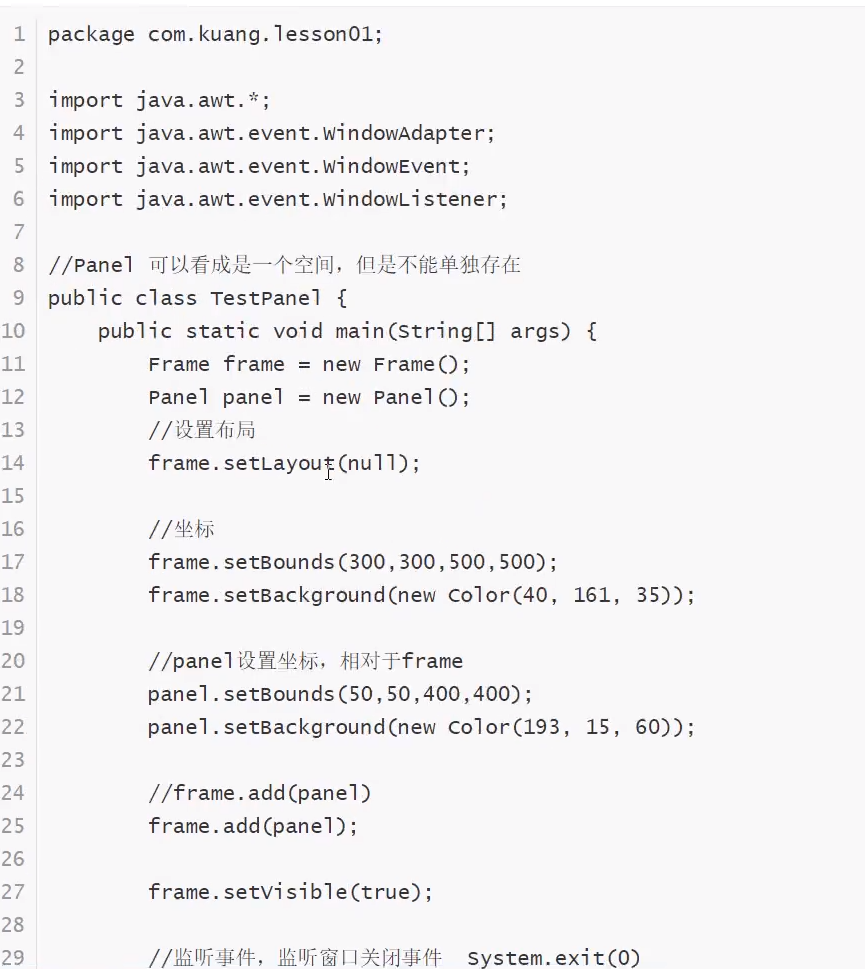 1 package com.kuang.lesson01;
2
3 import java.awt.*;
4 import java.awt.event.WindowAdapter;
5 import java.awt.event.WindowEvent;
6 import java.awt.event.WindowListener;
7
8 //Panel 可以看成是一个空间，但是不能单独存在
9 public class TestPanel {
10     public static void main(String[] args) {
11         Frame frame = new Frame();
12         Panel panel = new Panel();
13         //设置布局
14         frame.setLayout(null);
15
16         //坐标
17         frame.setBounds(300,300,500,500);
18         frame.setBackground(new Color(40, 161, 35));
19
20         //panel设置坐标，相对于frame
21         panel.setBounds(50,50,400,400);
22         panel.setBackground(new Color(193, 15, 60));
23
24         //frame.add(panel)
25         frame.add(panel);
26
27         frame.setVisible(true);
28
29         //监听事件，监听窗口关闭事件  System.exit(0)